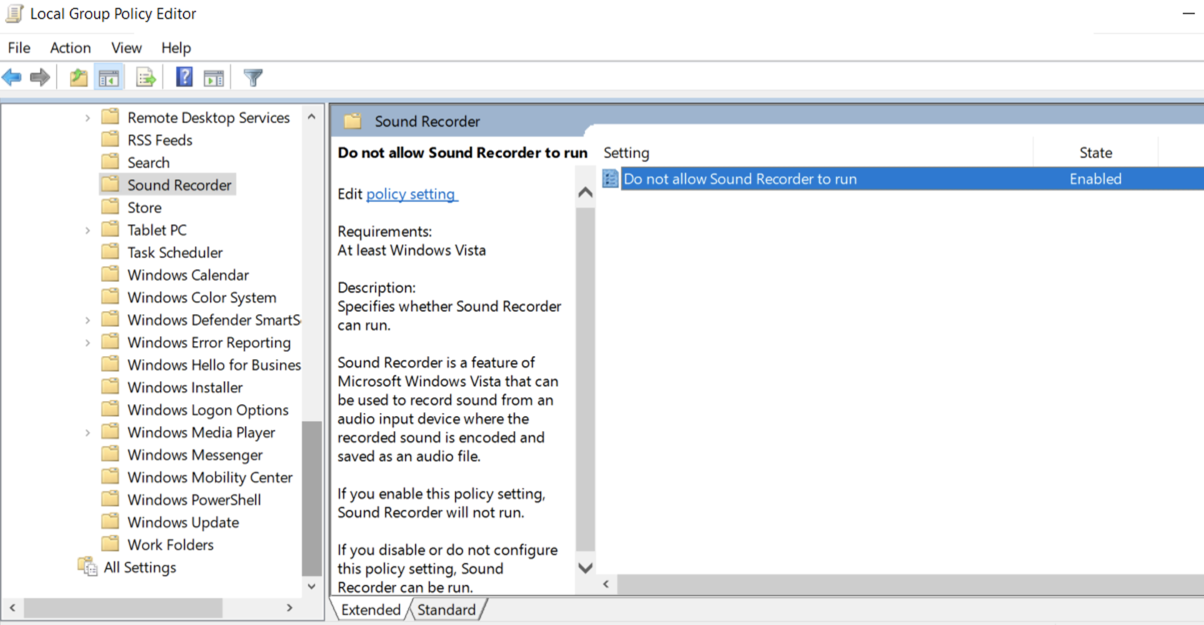 Local Group Policy Editor
File Action View Help
Remote Desktop Services
RSS Feeds
Search
Sound Recorder
Store
Tablet PC
Task Scheduler
Windows Calendar
Windows Color System
Windows Defender SmartS
Windows Error Reporting
Windows Hello for Busines
Windows Installer
Windows Logon Options
Windows Media Player
Windows Messenger
Windows Mobility Center
Windows PowerShell
Windows Update
Work Folders
All Settings
Sound Recorder
Do not allow Sound Recorder to run
Edit policy setting
Requirements:
At least Windows Vista
Description:
Specifies whether Sound Recorder
can run.
Sound Recorder is a feature of
Microsoft Windows Vista that can
be used to record sound from an
audio input device where the
recorded sound is encoded and
saved as an audio file.
If you enable this policy setting,
Sound Recorder will not run.
If you disable or do not configure
this policy setting, Sound
Recorder can be run.
Setting State
Do not allow Sound Recorder to run Enabled
Extended Standard